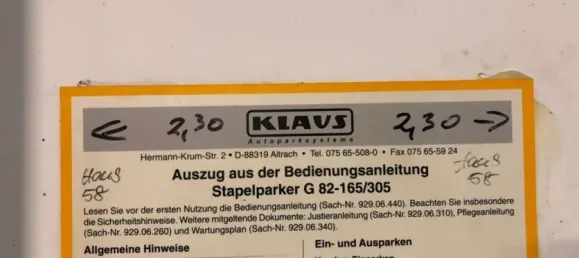 ← 2,30 KLAUS 2,30 →
Autoparksysteme
Hermann-Krum-Str. 2 • D-88319 Aitrach • Tel. 075 65-508-0 • Fax 075 65-59 24
Haus 58 Auszug aus der Bedienungsanleitung Haus 58
Stapelparker G 82-165/305
Lesen Sie vor der ersten Nutzung die Bedienungsanleitung (Sach-Nr. 929.06.440). Beachten Sie insbesondere
die Sicherheitshinweise. Weitere mitgeltende Dokumente: Justieranleitung (Sach-Nr. 929.06.310), Pflegeanleitung
(Sach-Nr. 929.06.260) und Wartungsplan (Sach-Nr. 929.06.340).
Allgemeine Hinweise Ein- und Ausparken